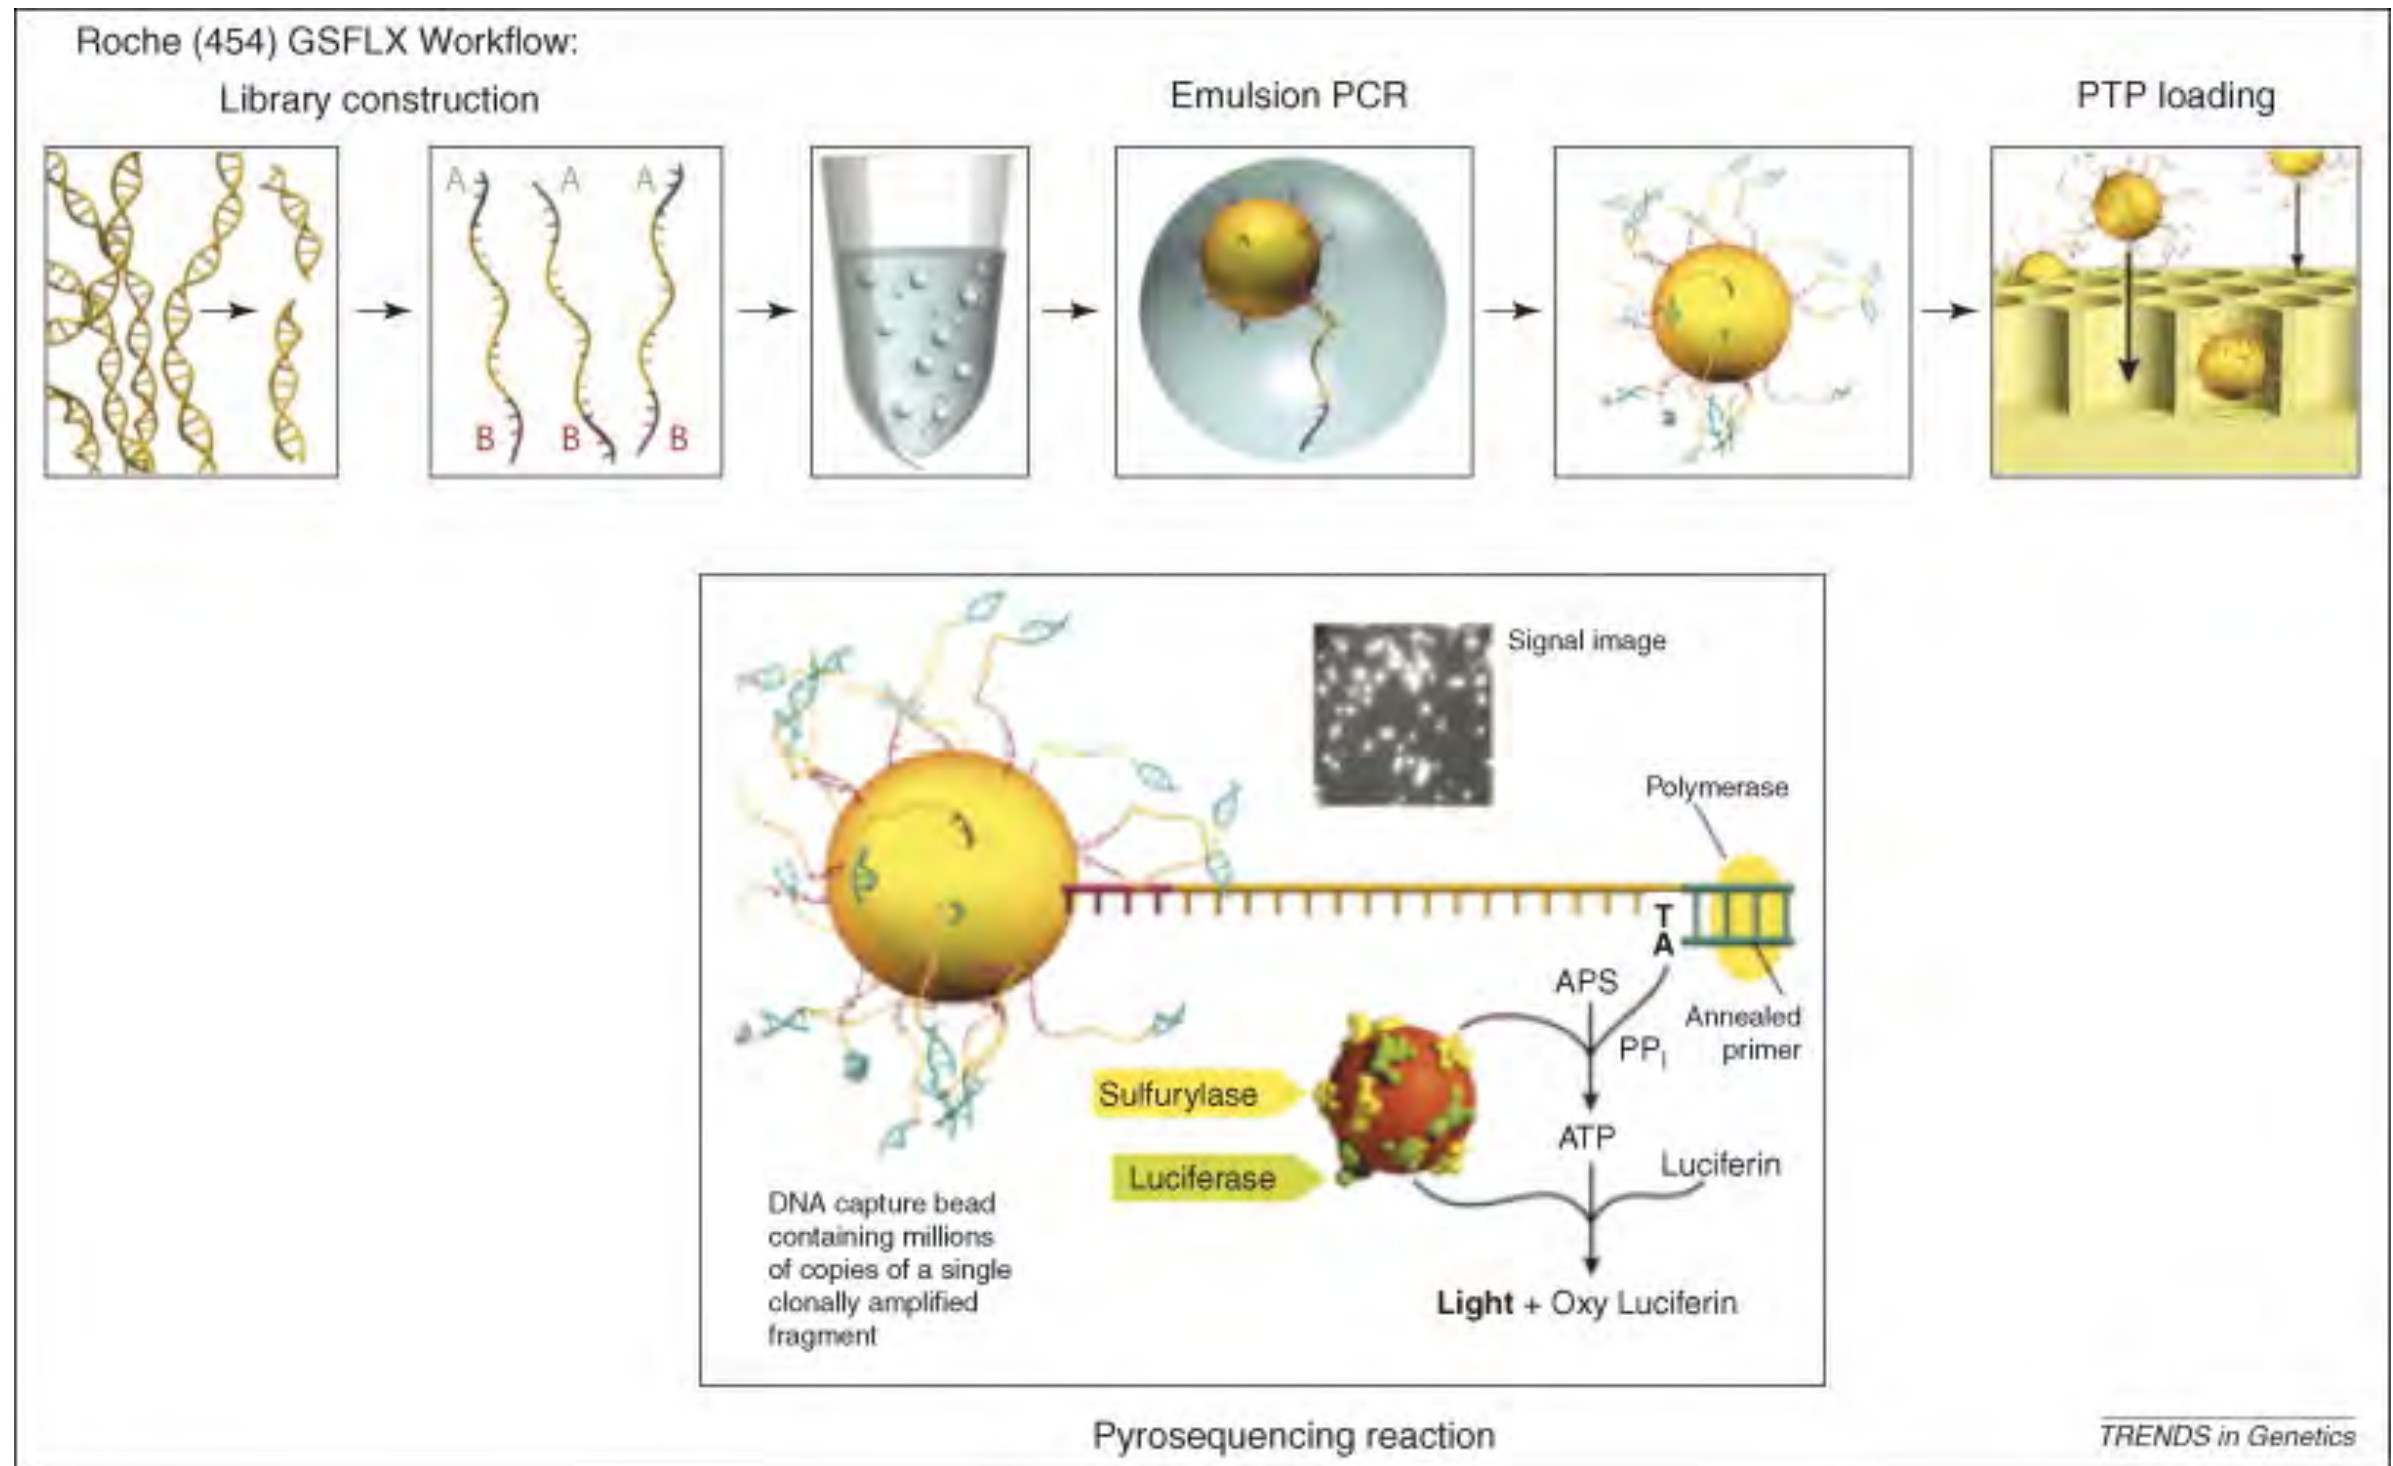 Roche (454) GSFLX Workflow:
Library construction
Emulsion PCR
PTP loading
A
A
A
B
B
B
Signal image
Polymerase
T
A
APS
Annealed
primer
PPi
Sulfurylase
ATP
Luciferin
Luciferase
DNA capture bead
containing millions
of copies of a single
clonally amplified
fragment
Light + Oxy Luciferin
Pyrosequencing reaction
TRENDS in Genetics